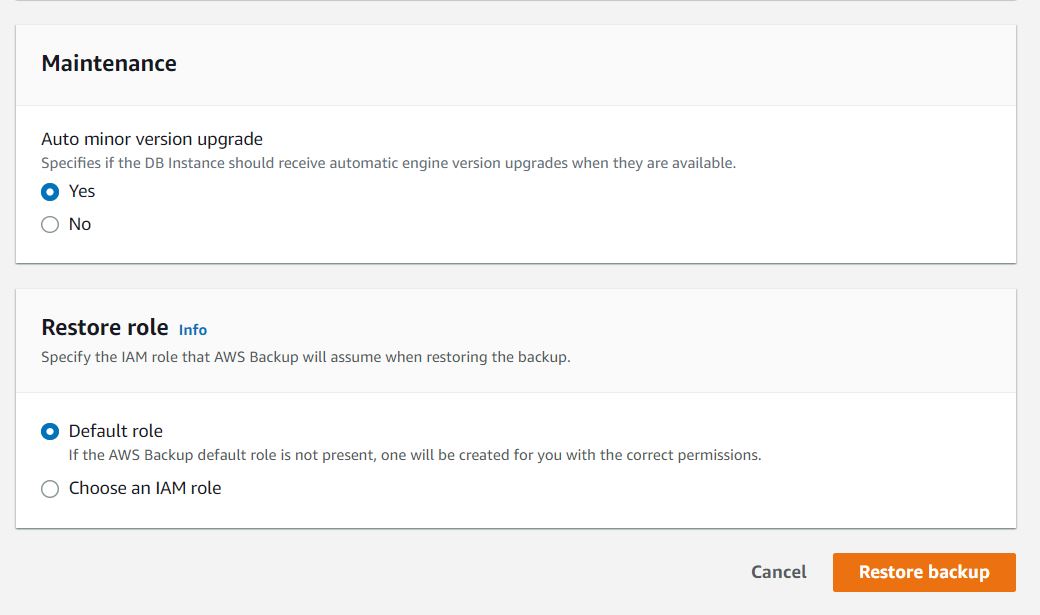 Maintenance
Auto minor version upgrade
Specifies if the DB Instance should receive automatic engine version upgrades when they are available.
Yes
No
Restore role Info
Specify the IAM role that AWS Backup will assume when restoring the backup.
Default role
If the AWS Backup default role is not present, one will be created for you with the correct permissions.
Choose an IAM role
Cancel Restore backup